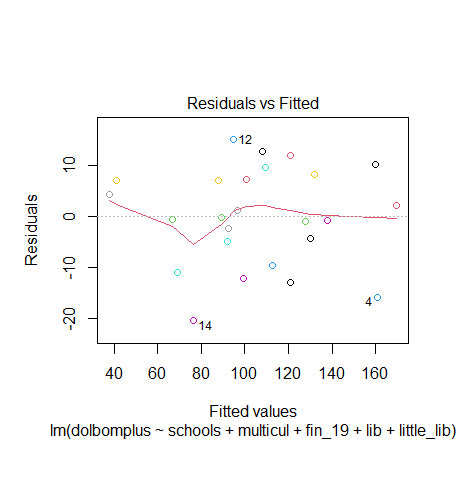 Residuals vs Fitted
Residuals
10
0
-10
-20
12
4
14
40 60 80 100 120 140 160
Fitted values
lm(dolbomplus ~ schools + multicul + fin_19 + lib + little_lib)